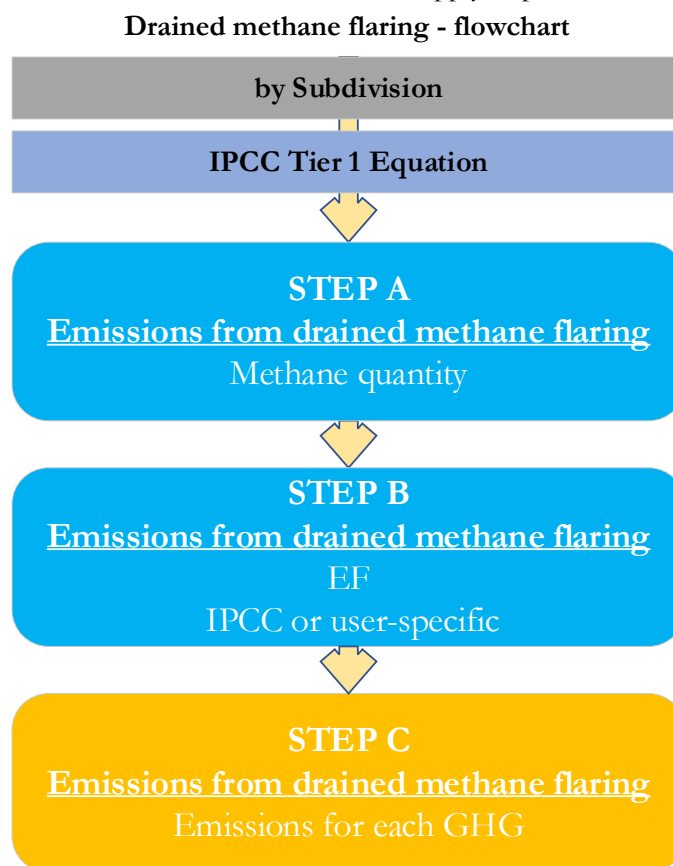 Drained methane flaring - flowchart
by Subdivision
IPCC Tier 1 Equation
STEP A
Emissions from drained methane flaring
Methane quantity
STEP B
Emissions from drained methane flaring
EF
IPCC or user-specific
STEP C
Emissions from drained methane flaring
Emissions for each GHG